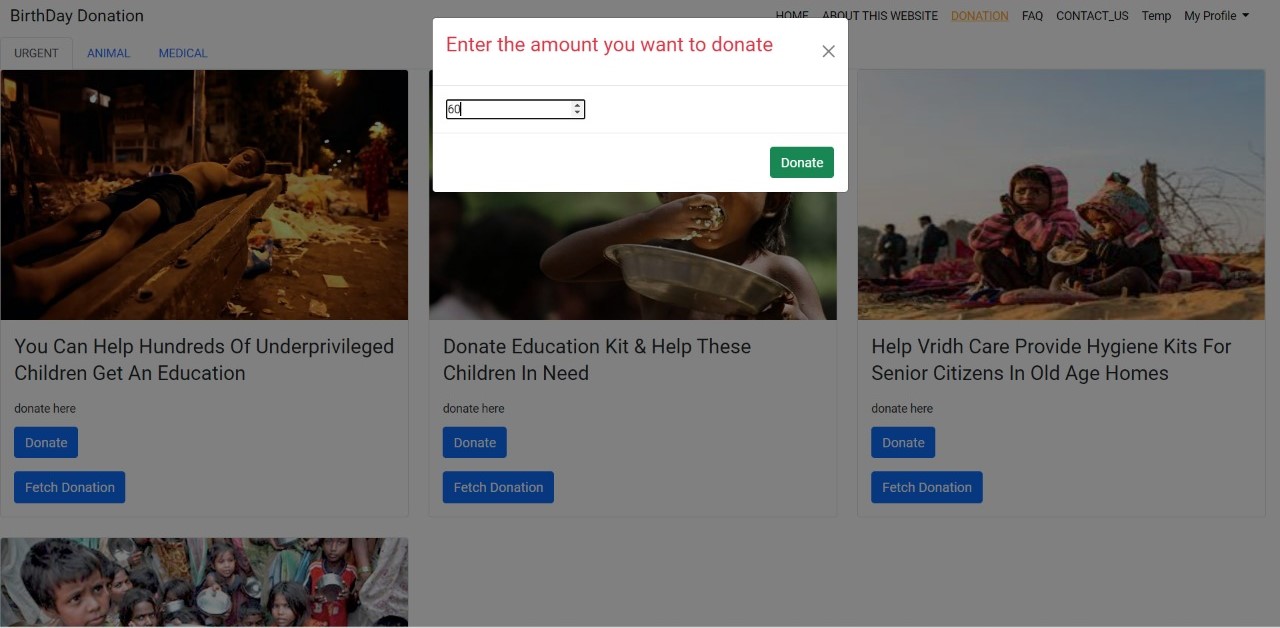 BirthDay Donation
HOME ABOUT THIS WEBSITE DONATION FAQ CONTACT_US Temp My Profile
URGENT ANIMAL MEDICAL
Enter the amount you want to donate
60
Donate
You Can Help Hundreds Of Underprivileged
Children Get An Education
donate here
Donate
Fetch Donation
Donate Education Kit & Help These
Children In Need
donate here
Donate
Fetch Donation
Help Vridh Care Provide Hygiene Kits For
Senior Citizens In Old Age Homes
donate here
Donate
Fetch Donation